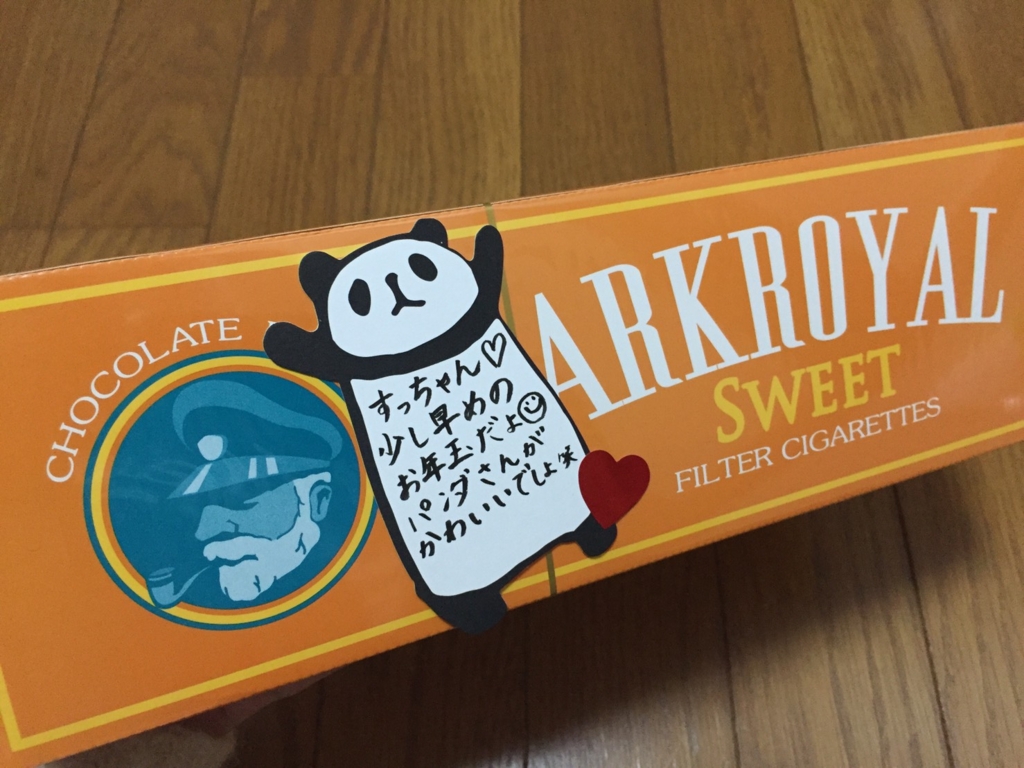 CHOCOLATE
すっちゃん♡
少し早めの
お年玉だよ☺
パンダさんが
かわいいでしょ笑
ARKROYAL
SWEET
FILTER CIGARETTES